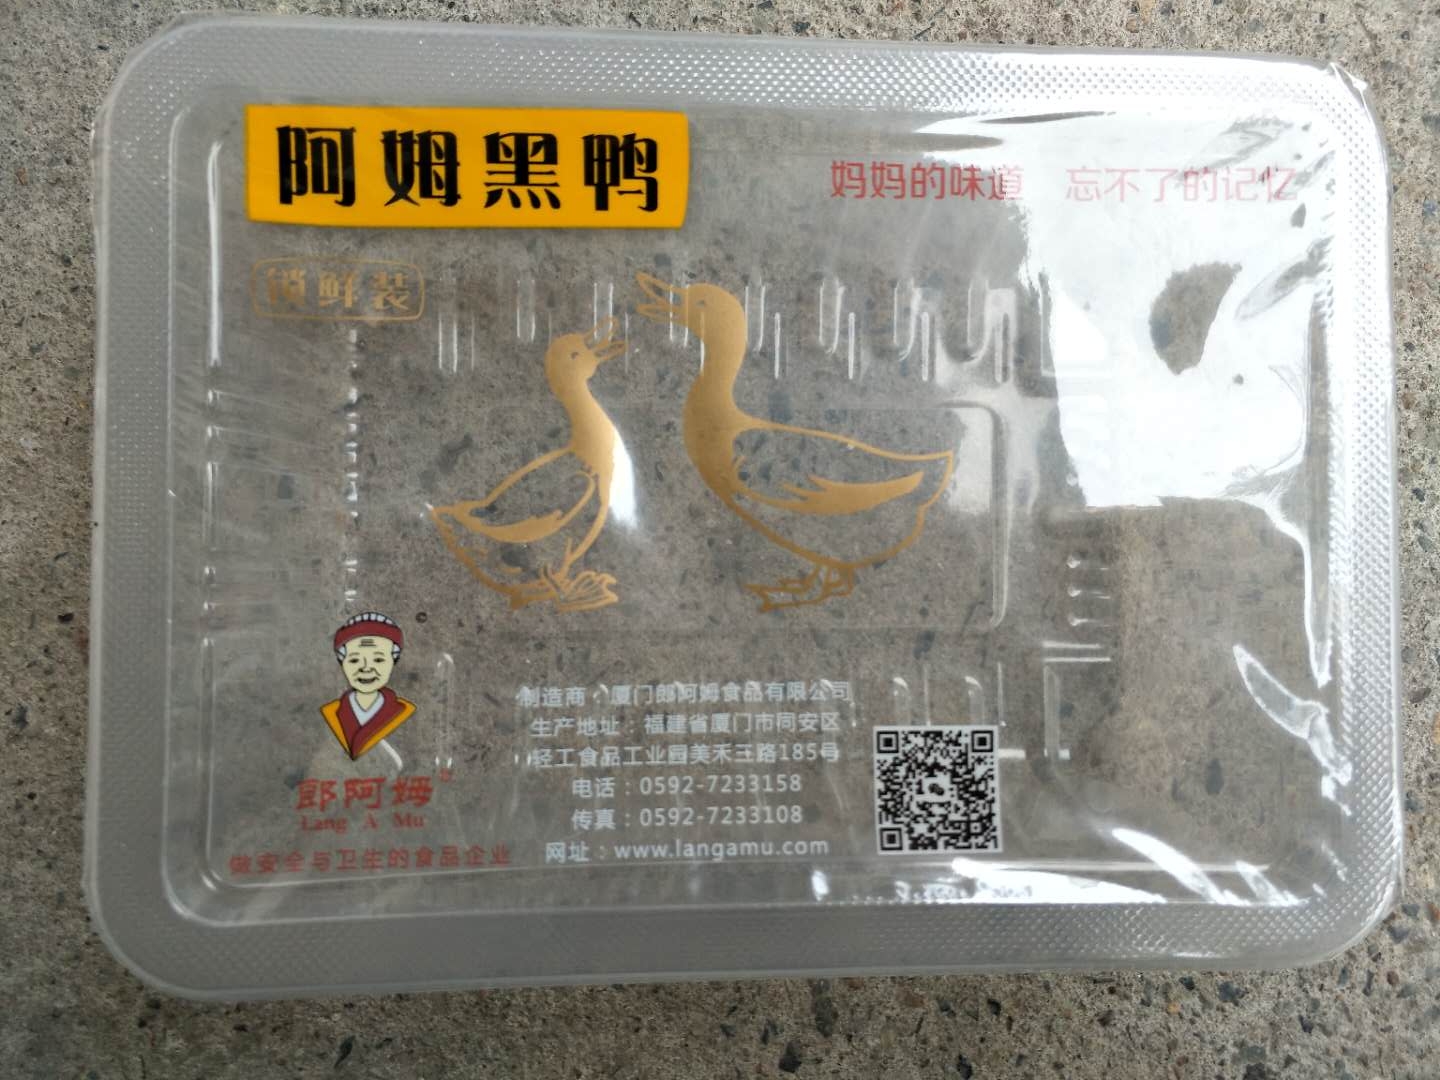 阿姆黑鸭
妈妈的味道 忘不了的记忆
锁鲜装
制造商：厦门郎阿姆食品有限公司
生产地址：福建省厦门市同安区
轻工食品工业园美禾三路185号
电话：0592-7233158
传真：0592-7233108
网址：www.langamu.com
郎阿姆
Lang A Mu
做安全与卫生的食品企业